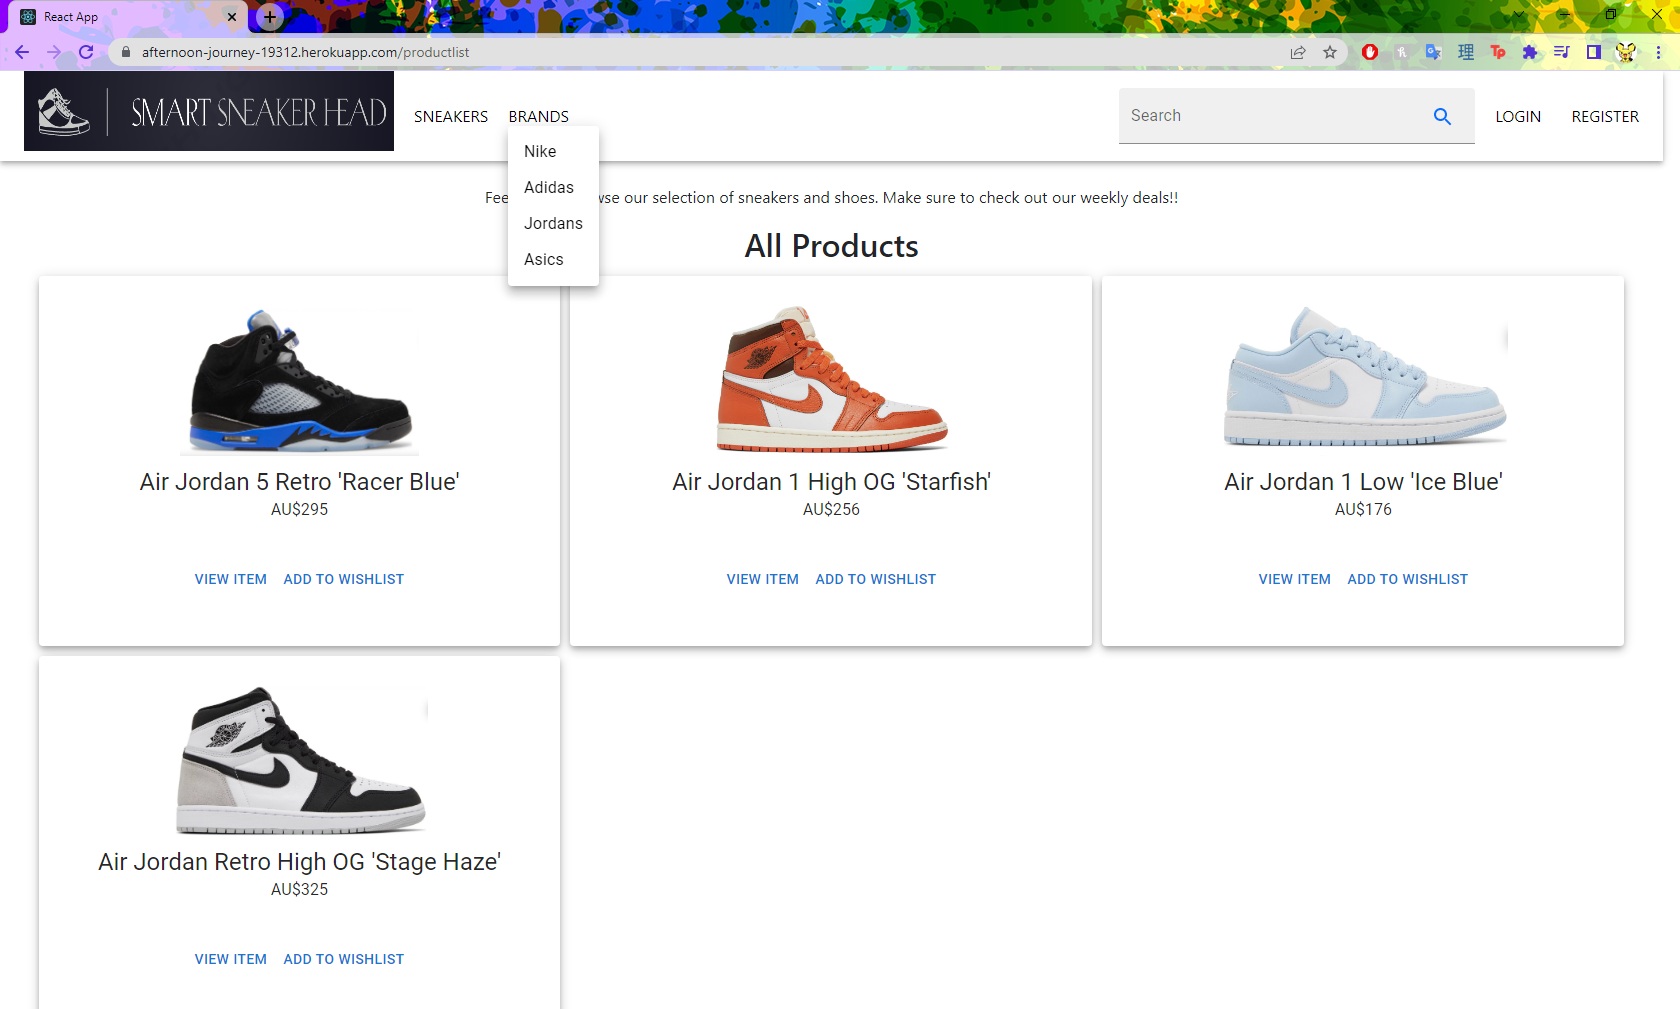 React App
afternoon-journey-19312.herokuapp.com/productlist
SMART SNEAKER HEAD
SNEAKERS
BRANDS
Search
LOGIN
REGISTER
Nike
Adidas
Jordans
Asics
our selection of sneakers and shoes. Make sure to check out our weekly deals!!
All Products
Air Jordan 5 Retro 'Racer Blue'
AU$295
VIEW ITEM ADD TO WISHLIST
Air Jordan 1 High OG 'Starfish'
AU$256
VIEW ITEM ADD TO WISHLIST
Air Jordan 1 Low 'Ice Blue'
AU$176
VIEW ITEM ADD TO WISHLIST
Air Jordan Retro High OG 'Stage Haze'
AU$325
VIEW ITEM ADD TO WISHLIST